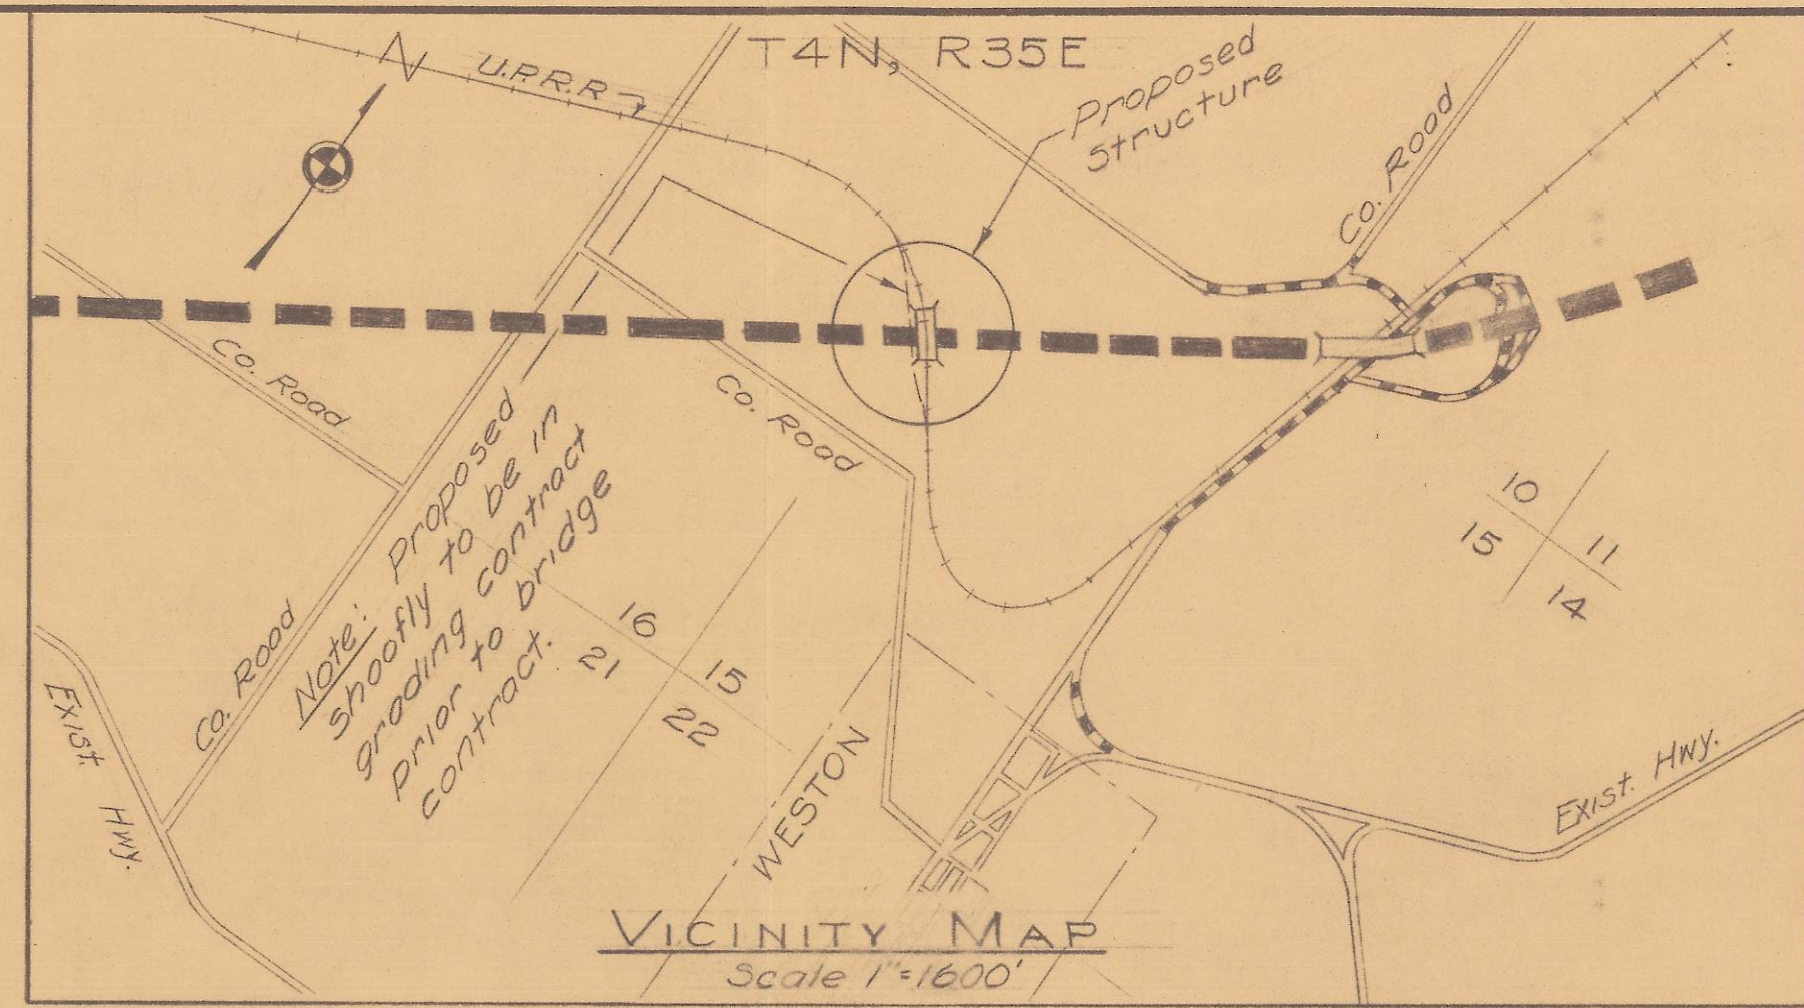 T4N, R35E
N
U.P.R.R
Proposed
Structure
Co. Road
Co. Road
Co. Road
Co. Road
Note: Proposed
shoofly to be in
grading contract
prior to bridge
contract.
10
11
15
14
16
21
15
22
WESTON
Exist. Hwy.
Exist. Hwy.
VICINITY MAP
Scale 1"=1600'